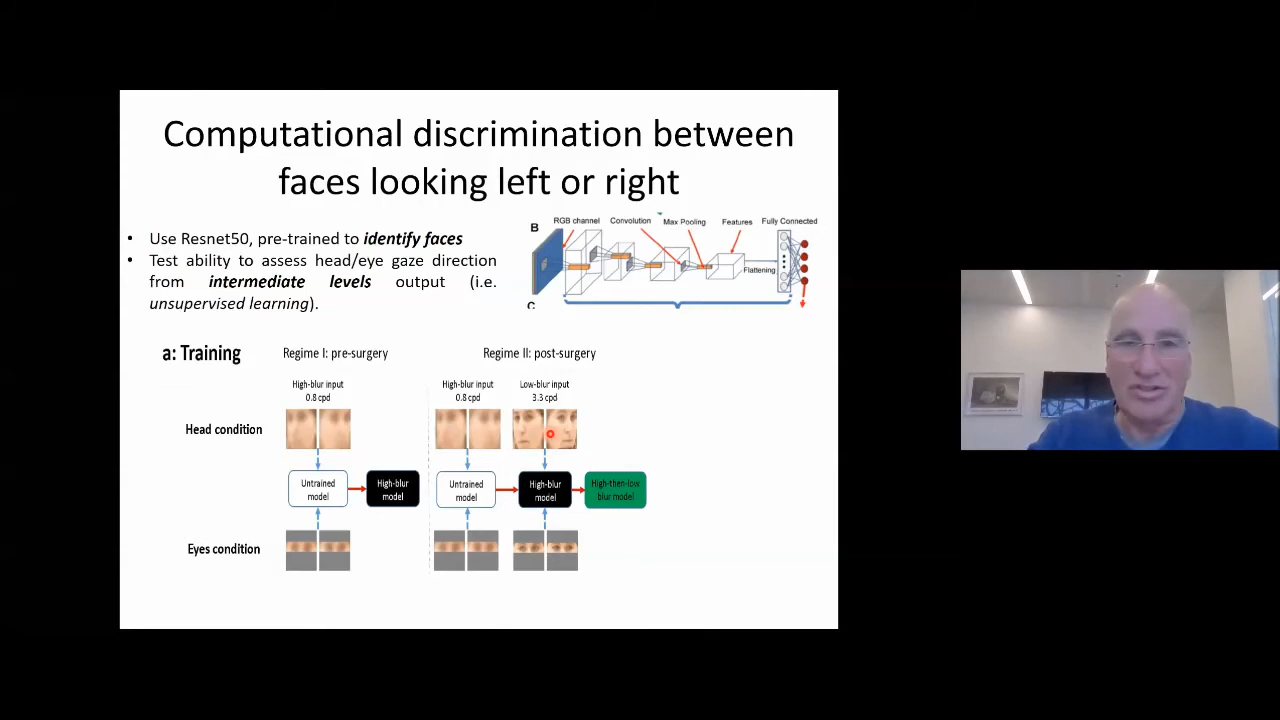 Computational discrimination between
faces looking left or right
• Use Resnet50, pre-trained to identify faces
• Test ability to assess head/eye gaze direction
from intermediate levels output (i.e.
unsupervised learning).
B
RGB channel
Convolution
Max Pooling
Features
Fully Connected
Flattening
C
a: Training
Regime I: pre-surgery
Regime II: post-surgery
High-blur input
0.8 cpd
High-blur input
0.8 cpd
Low-blur input
3.3 cpd
Head condition
Untrained
model
High-blur
model
Untrained
model
High-blur
model
High-then-low
blur model
Eyes condition